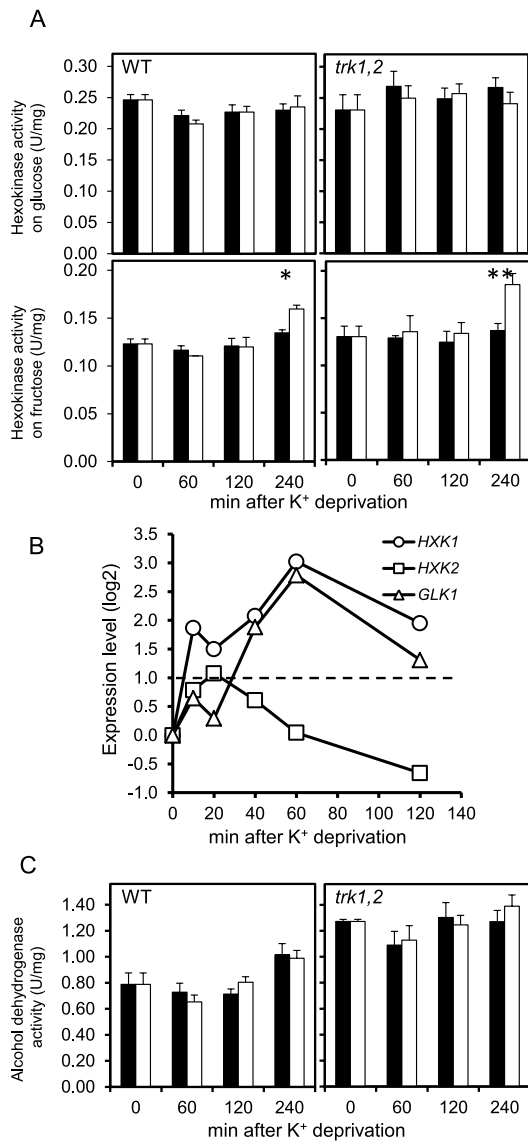 A
WT
trk1,2
Hexokinase activity
on glucose (U/mg)
0.30
0.25
0.20
0.15
0.10
0.05
0.00
Hexokinase activity
on fructose (U/mg)
0.20
0.15
0.10
0.05
0.00
*
**
0 60 120 240 0 60 120 240
min after K+ deprivation
B
Expression level (log2)
3.5
3.0
2.5
2.0
1.5
1.0
0.5
0.0
-0.5
-1.0
HXK1
HXK2
GLK1
0 20 40 60 80 100 120 140
min after K+ deprivation
C
WT
trk1,2
Alcohol dehydrogenase
activity (U/mg)
1.40
1.20
1.00
0.80
0.60
0.40
0.20
0.00
0 60 120 240 0 60 120 240
min after K+ deprivation